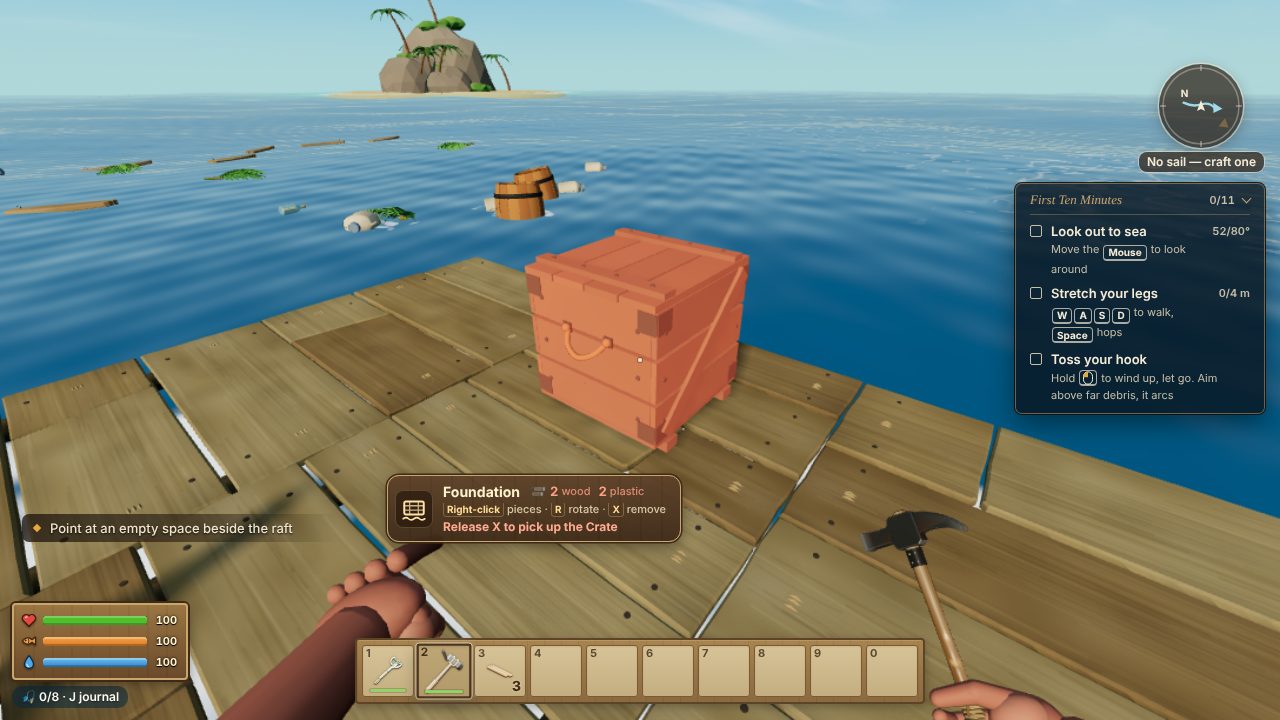 N
No sail — craft one
First Ten Minutes 0/11
Look out to sea 52/80°
Move the Mouse to look
around
Stretch your legs 0/4 m
W A S D to walk,
Space hops
Toss your hook
Hold to wind up, let go. Aim
above far debris, it arcs
Foundation 2 wood 2 plastic
Right-click pieces · R rotate · X remove
Release X to pick up the Crate
Point at an empty space beside the raft
100
100
100
0/8 · J journal
1 2 3 4 5 6 7 8 9 0
3